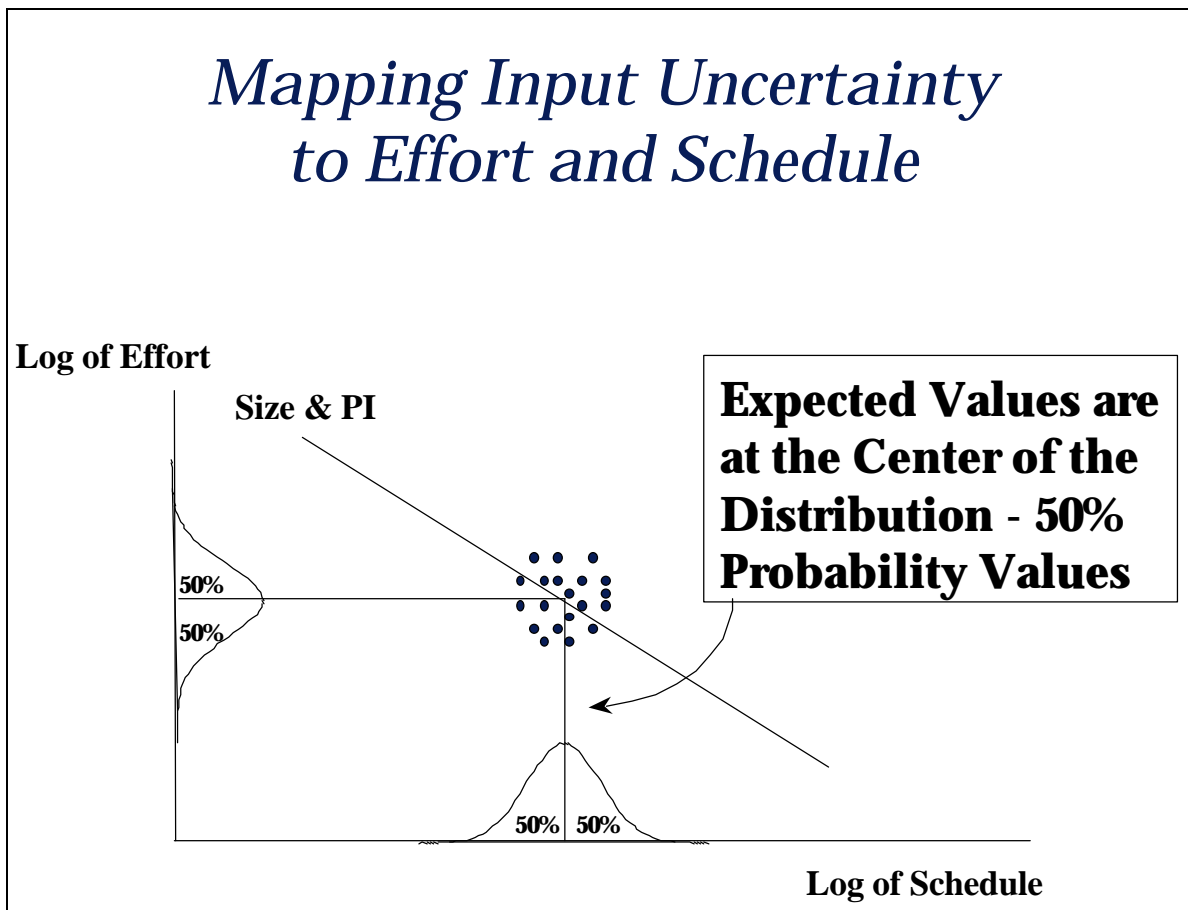 Mapping Input Uncertainty
to Effort and Schedule
Log of Effort
Size & PI
Expected Values are
at the Center of the
Distribution - 50%
Probability Values
50%
50%
50% 50%
Log of Schedule